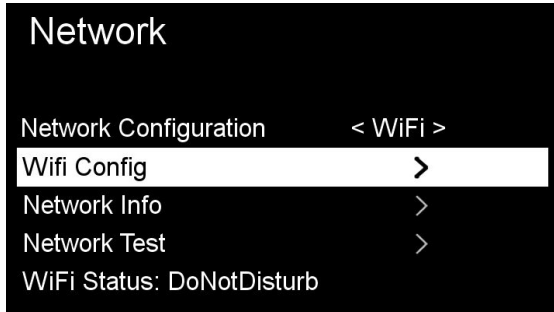 Network
Network Configuration < WiFi >
Wifi Config >
Network Info >
Network Test >
WiFi Status: DoNotDisturb